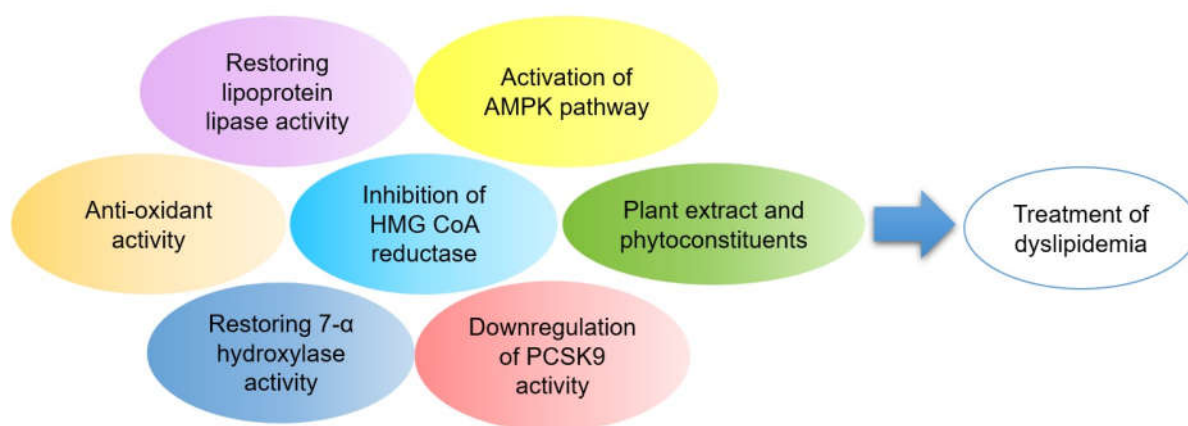 Restoring
lipoprotein
lipase activity
Activation of
AMPK pathway
Anti-oxidant
activity
Inhibition of
HMG CoA
reductase
Plant extract and
phytoconstituents
Treatment of
dyslipidemia
Restoring 7-α
hydroxylase
activity
Downregulation
of PCSK9
activity